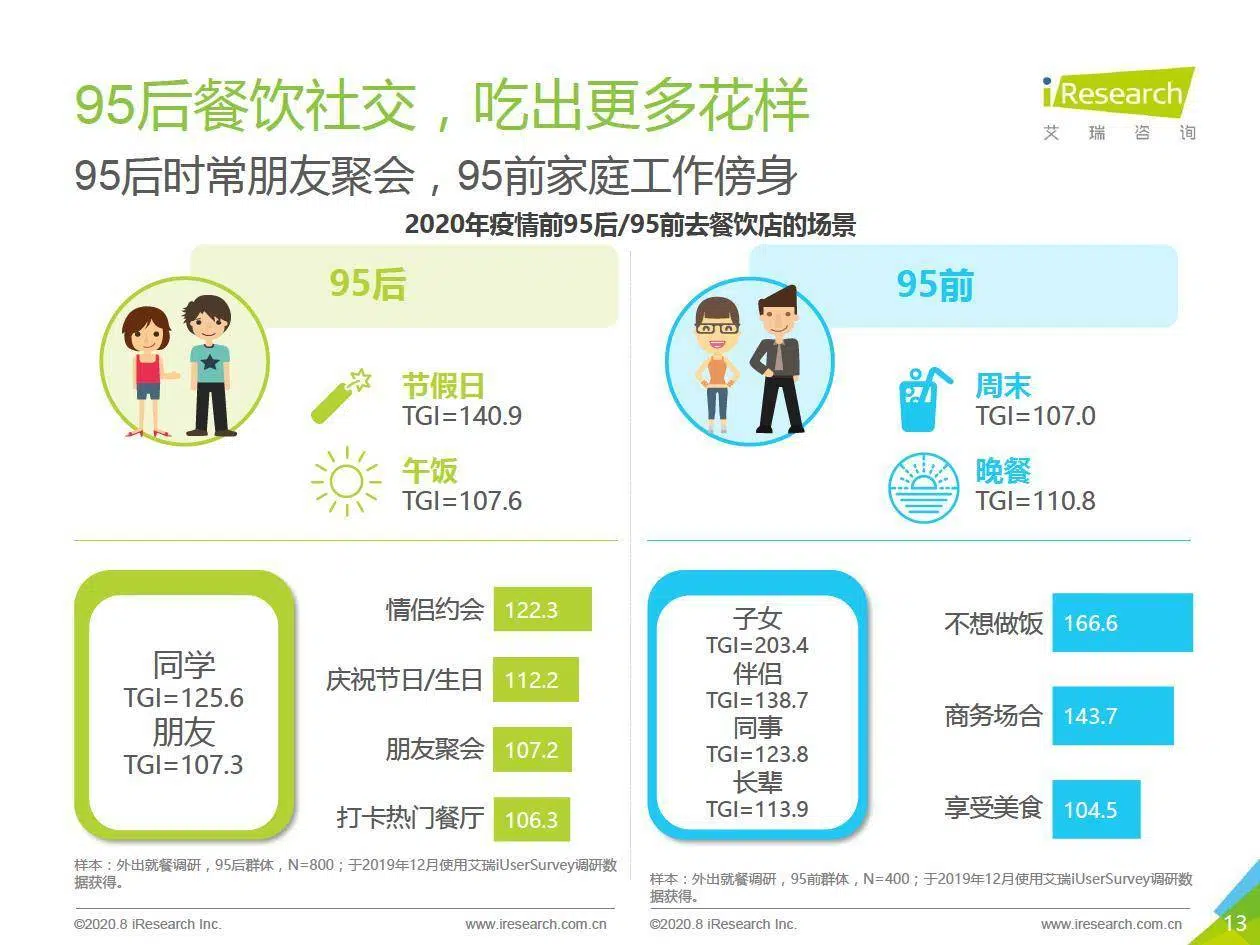 95后餐饮社交，吃出更多花样
iResearch
艾瑞咨询
95后时常朋友聚会，95前家庭工作傍身
2020年疫情前95后/95前去餐饮店的场景
95后
节假日
TGI=140.9
午饭
TGI=107.6
同学
TGI=125.6
朋友
TGI=107.3
情侣约会 122.3
庆祝节日/生日 112.2
朋友聚会 107.2
打卡热门餐厅 106.3
样本：外出就餐调研，95后群体，N=800；于2019年12月使用艾瑞iUserSurvey调研数
据获得。
©2020.8 iResearch Inc. www.iresearch.com.cn
95前
周末
TGI=107.0
晚餐
TGI=110.8
子女
TGI=203.4
伴侣
TGI=138.7
同事
TGI=123.8
长辈
TGI=113.9
不想做饭 166.6
商务场合 143.7
享受美食 104.5
样本：外出就餐调研，95前群体，N=400；于2019年12月使用艾瑞iUserSurvey调研数
据获得。
©2020.8 iResearch Inc. www.iresearch.com.cn
13